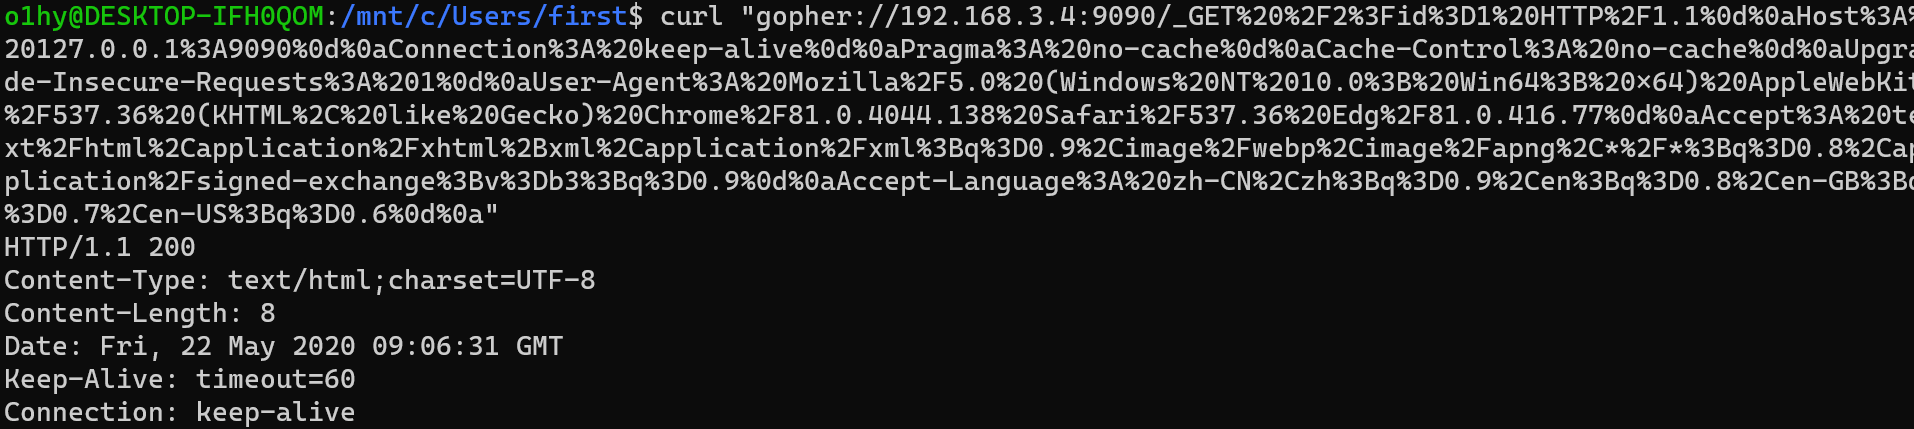 o1hy@DESKTOP-IFH0QOM:/mnt/c/Users/first$ curl "gopher://192.168.3.4:9090/_GET%20%2F2%3Fid%3D1%20HTTP%2F1.1%0d%0aHost%3A%
20127.0.0.1%3A9090%0d%0aConnection%3A%20keep-alive%0d%0aPragma%3A%20no-cache%0d%0aCache-Control%3A%20no-cache%0d%0aUpgra
de-Insecure-Requests%3A%201%0d%0aUser-Agent%3A%20Mozilla%2F5.0%20(Windows%20NT%2010.0%3B%20Win64%3B%20×64)%20AppleWebKit
%2F537.36%20(KHTML%2C%20like%20Gecko)%20Chrome%2F81.0.4044.138%20Safari%2F537.36%20Edg%2F81.0.416.77%0d%0aAccept%3A%20te
xt%2Fhtml%2Capplication%2Fxhtml%2Bxml%2Capplication%2Fxml%3Bq%3D0.9%2Cimage%2Fwebp%2Cimage%2Fapng%2C*%2F*%3Bq%3D0.8%2Cap
plication%2Fsigned-exchange%3Bv%3Db3%3Bq%3D0.9%0d%0aAccept-Language%3A%20zh-CN%2Czh%3Bq%3D0.9%2Cen%3Bq%3D0.8%2Cen-GB%3Bq
%3D0.7%2Cen-US%3Bq%3D0.6%0d%0a"
HTTP/1.1 200
Content-Type: text/html;charset=UTF-8
Content-Length: 8
Date: Fri, 22 May 2020 09:06:31 GMT
Keep-Alive: timeout=60
Connection: keep-alive